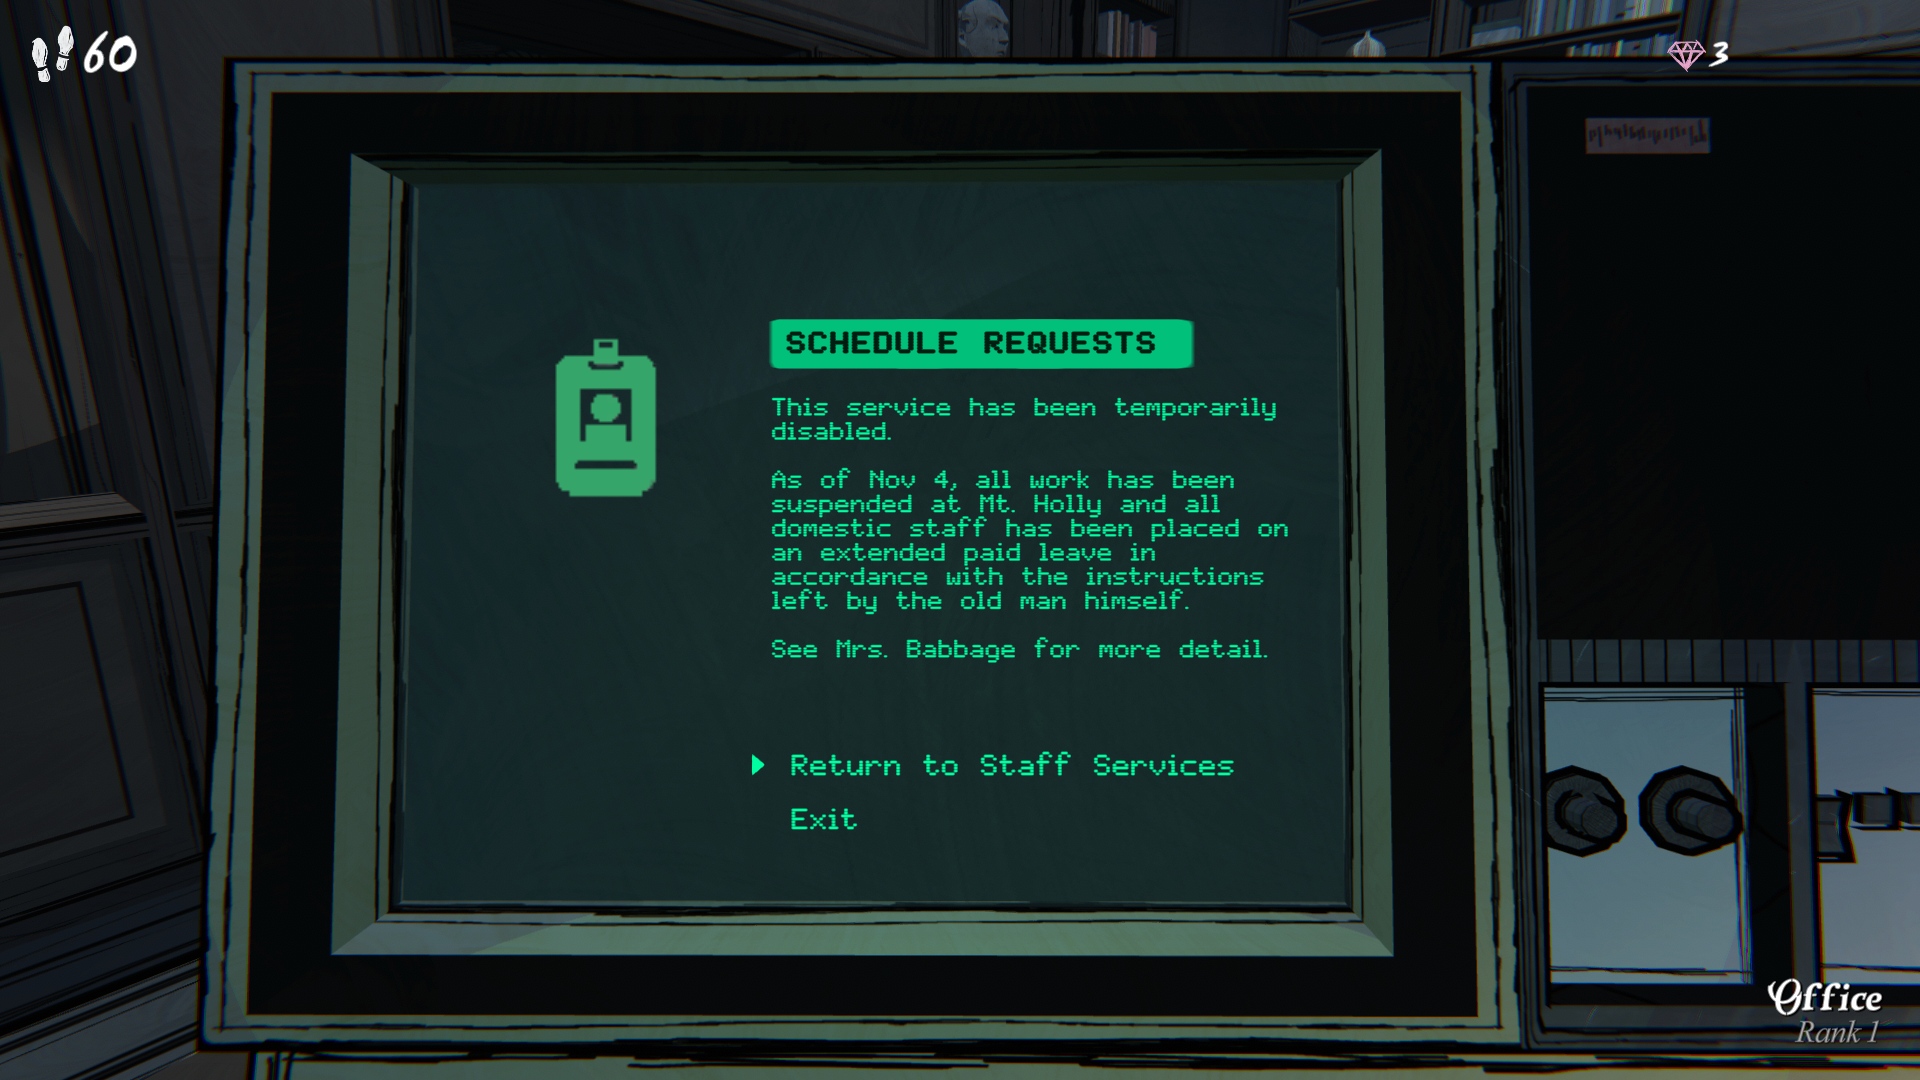 60
3
SCHEDULE REQUESTS
This service has been temporarily
disabled.
As of Nov 4, all work has been
suspended at Mt. Holly and all
domestic staff has been placed on
an extended paid leave in
accordance with the instructions
left by the old man himself.
See Mrs. Babbage for more detail.
Return to Staff Services
Exit
Office
Rank 1